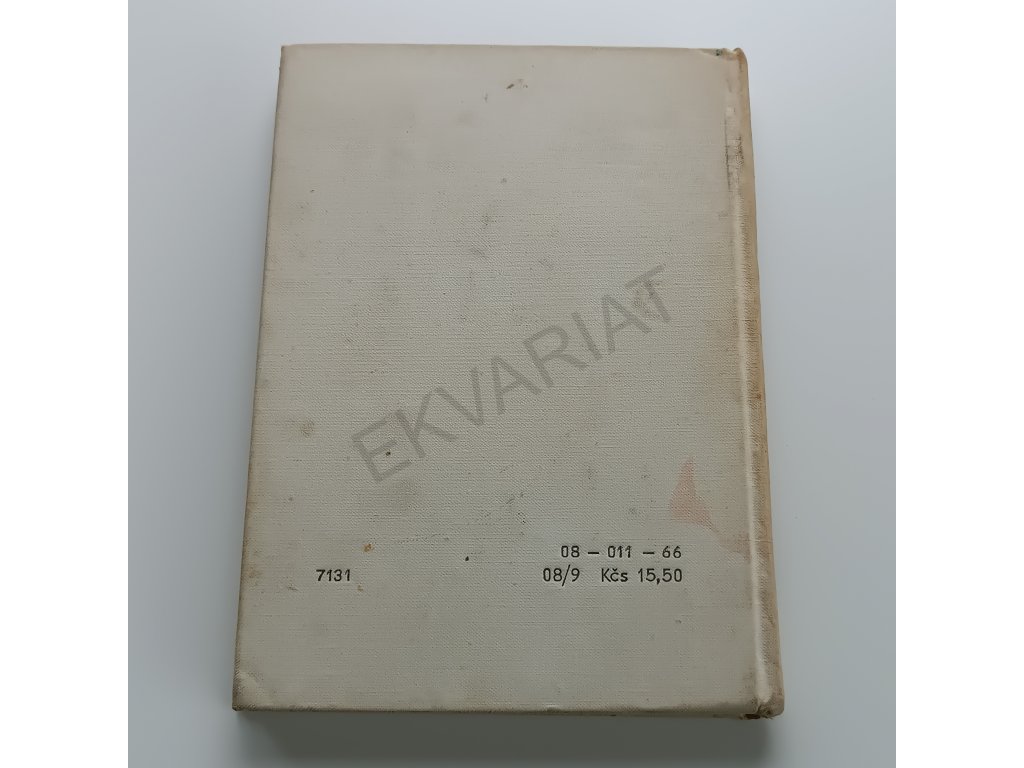 EKVARIAT
08 – 011 – 66
7131 08/9 Kčs 15,50